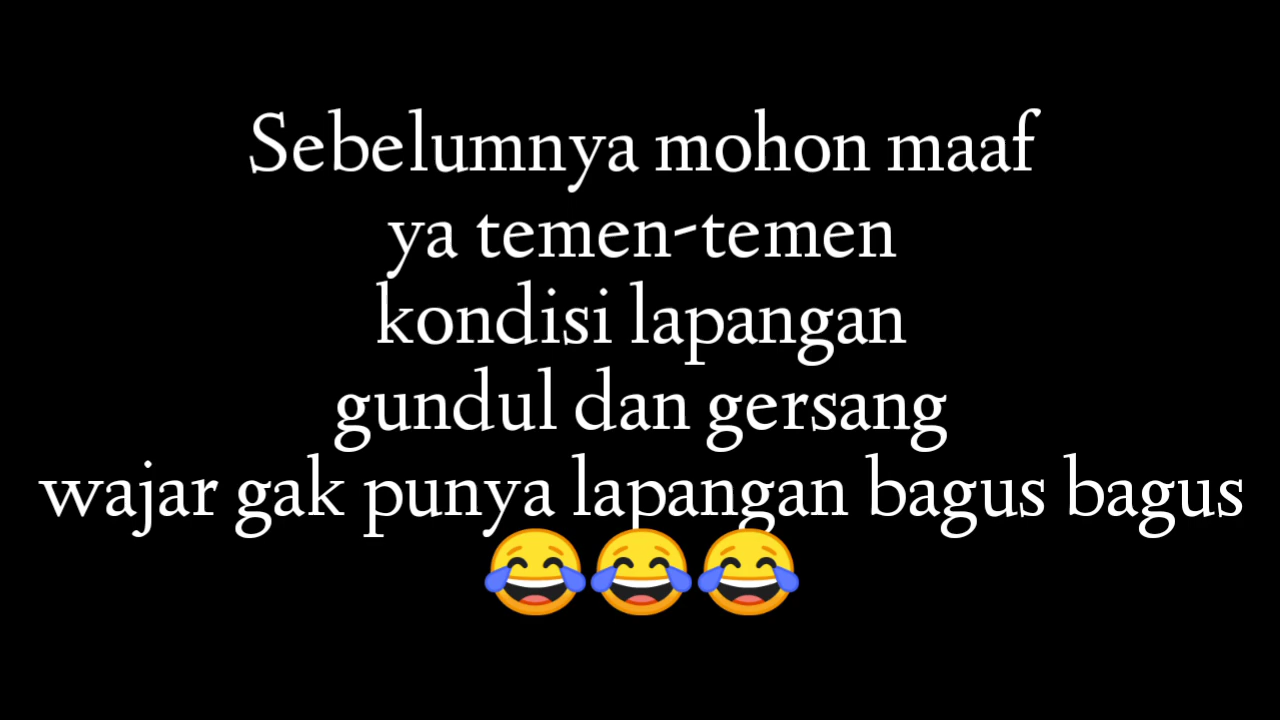 Sebelumnya mohon maaf
ya temen-temen
kondisi lapangan
gundul dan gersang
wajar gak punya lapangan bagus bagus
😂😂😂